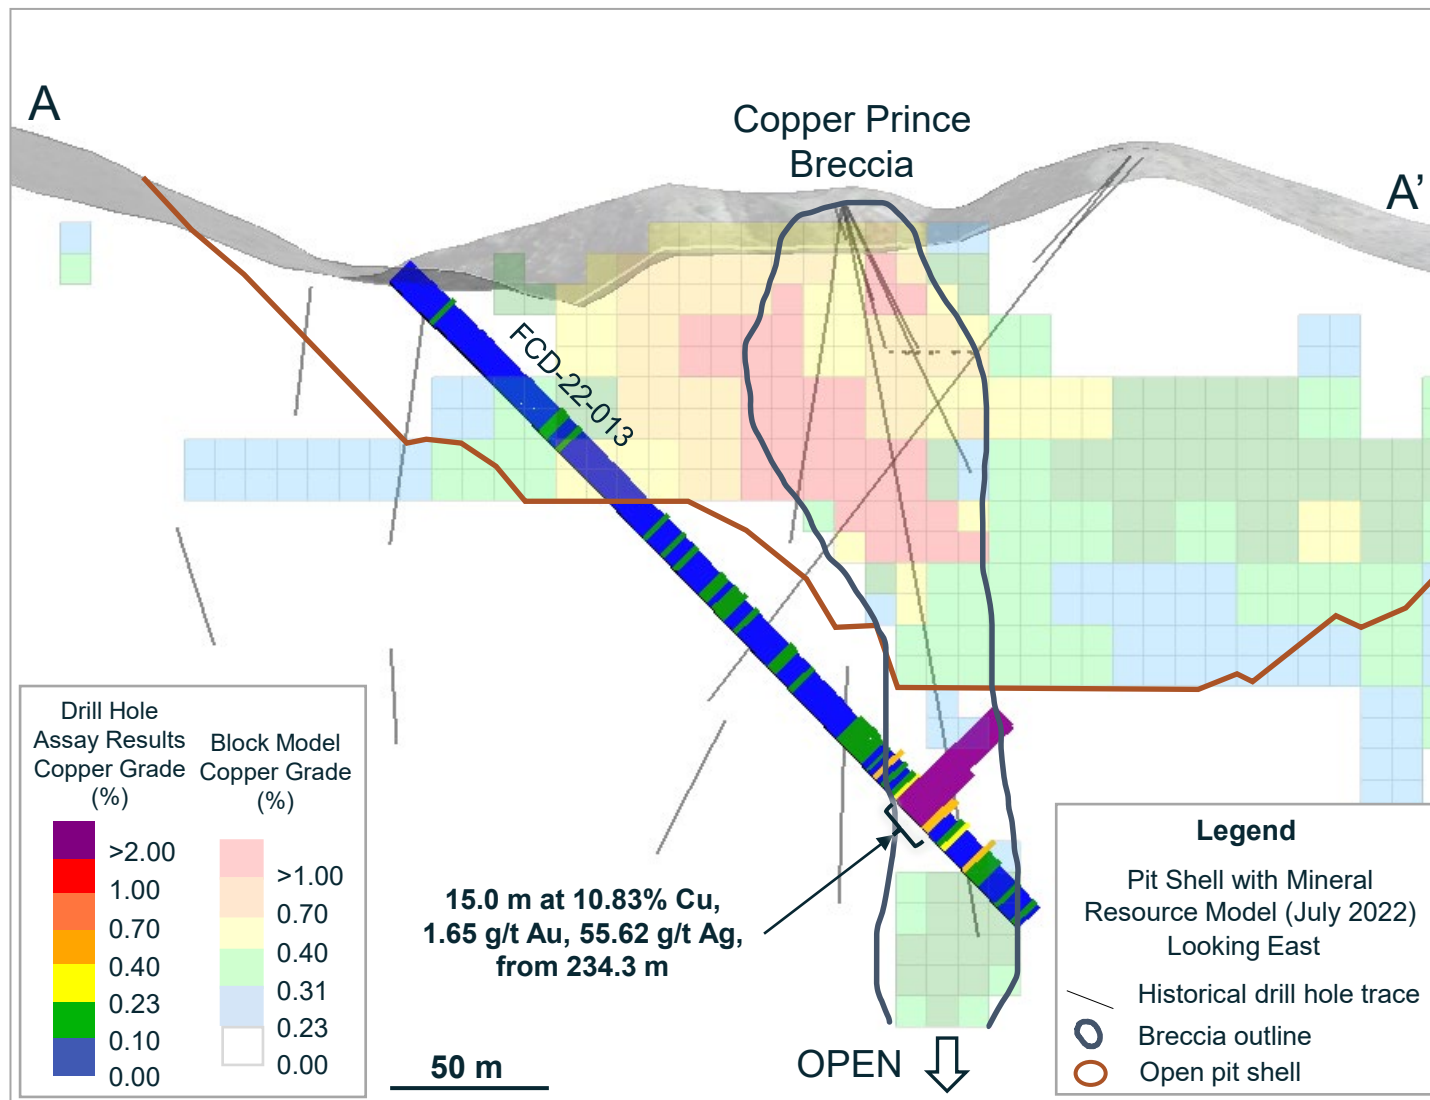 A
Copper Prince
Breccia
A'
FCD-22-013
Drill Hole
Assay Results
Copper Grade
(%)
>2.00
1.00
0.70
0.40
0.23
0.10
0.00
Block Model
Copper Grade
(%)
>1.00
0.70
0.40
0.31
0.23
0.00
15.0 m at 10.83% Cu,
1.65 g/t Au, 55.62 g/t Ag,
from 234.3 m
50 m
OPEN
Legend
Pit Shell with Mineral
Resource Model (July 2022)
Looking East
Historical drill hole trace
Breccia outline
Open pit shell